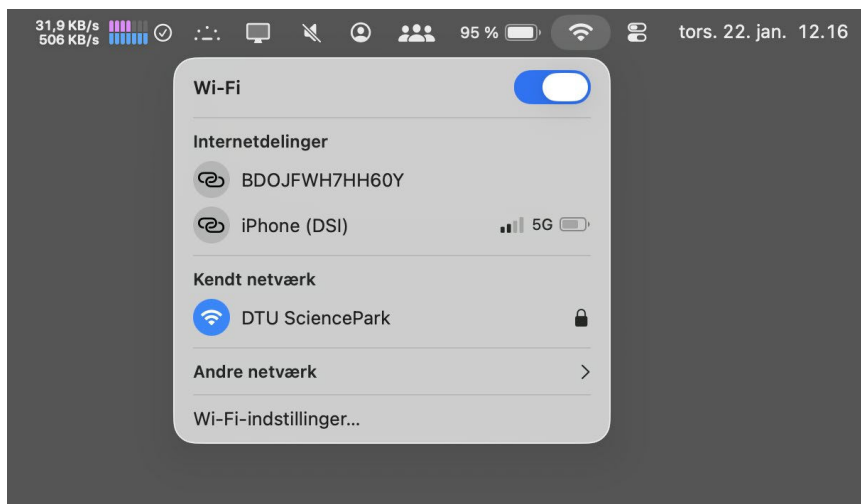 31,9 KB/s
506 KB/s
95 %
tors. 22. jan. 12.16
Wi-Fi
Internetdelinger
BDOJFWH7HH60Y
iPhone (DSI)
5G
Kendt netværk
DTU SciencePark
Andre netværk
Wi-Fi-indstillinger...